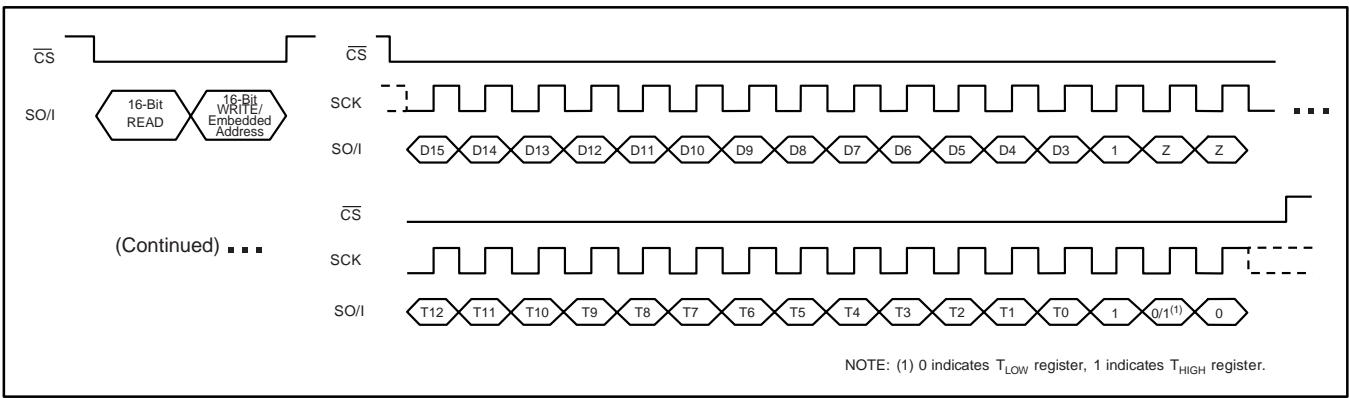 CS
SO/I
16-Bit
READ
16-Bit
WRITE/
Embedded
Address
CS
SCK
SO/I
D15 D14 D13 D12 D11 D10 D9 D8 D7 D6 D5 D4 D3 1 Z Z
(Continued)
CS
SCK
SO/I
T12 T11 T10 T9 T8 T7 T6 T5 T4 T3 T2 T1 T0 1 0/1(1) 0
NOTE: (1) 0 indicates TLOW register, 1 indicates THIGH register.